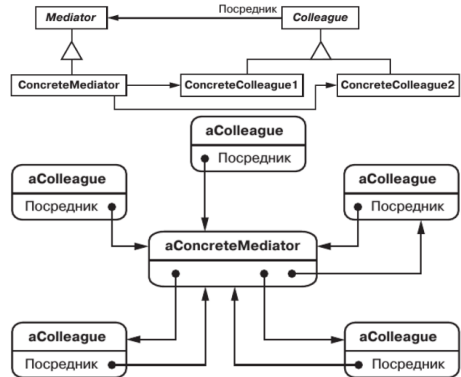 Mediator
Посредник
Colleague
ConcreteMediator
ConcreteColleague1
ConcreteColleague2
aColleague
Посредник
aColleague
Посредник
aColleague
Посредник
aConcreteMediator
aColleague
Посредник
aColleague
Посредник